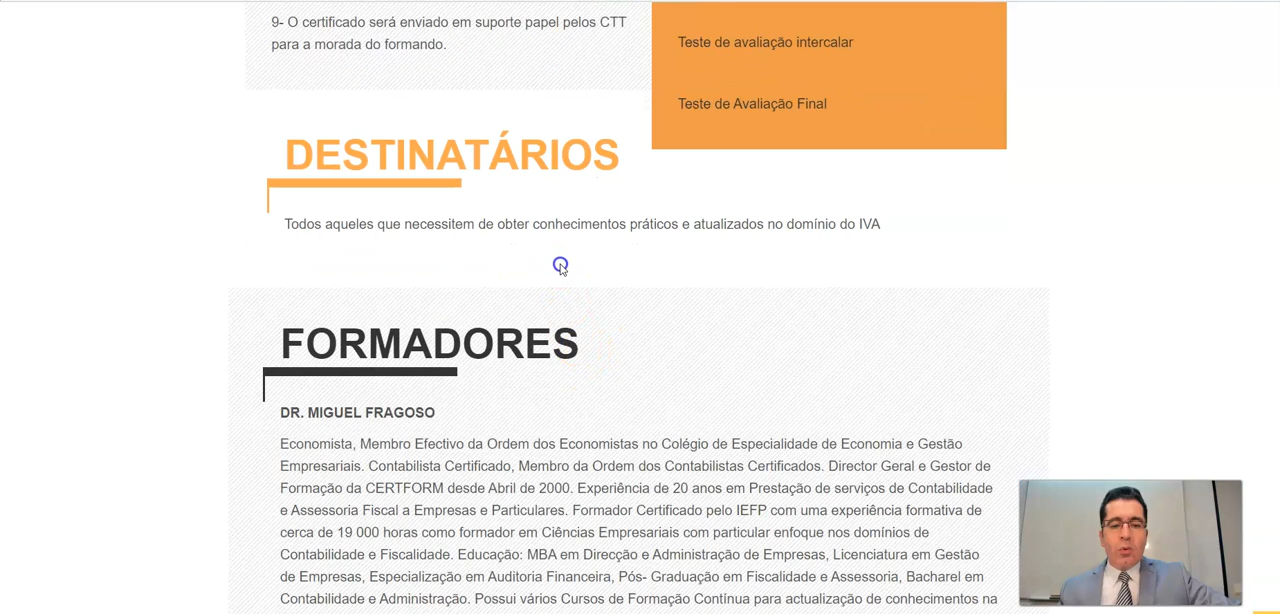 9- O certificado será enviado em suporte papel pelos CTT
para a morada do formando.
Teste de avaliação intercalar
Teste de Avaliação Final
DESTINATÁRIOS
Todos aqueles que necessitem de obter conhecimentos práticos e atualizados no domínio do IVA
FORMADORES
DR. MIGUEL FRAGOSO
Economista, Membro Efectivo da Ordem dos Economistas no Colégio de Especialidade de Economia e Gestão
Empresariais. Contabilista Certificado, Membro da Ordem dos Contabilistas Certificados. Director Geral e Gestor de
Formação da CERTFORM desde Abril de 2000. Experiência de 20 anos em Prestação de serviços de Contabilidade
e Assessoria Fiscal a Empresas e Particulares. Formador Certificado pelo IEFP com uma experiência formativa de
cerca de 19 000 horas como formador em Ciências Empresariais com particular enfoque nos domínios de
Contabilidade e Fiscalidade. Educação: MBA em Direcção e Administração de Empresas, Licenciatura em Gestão
de Empresas, Especialização em Auditoria Financeira, Pós- Graduação em Fiscalidade e Assessoria, Bacharel em
Contabilidade e Administração. Possui vários Cursos de Formação Contínua para actualização de conhecimentos na